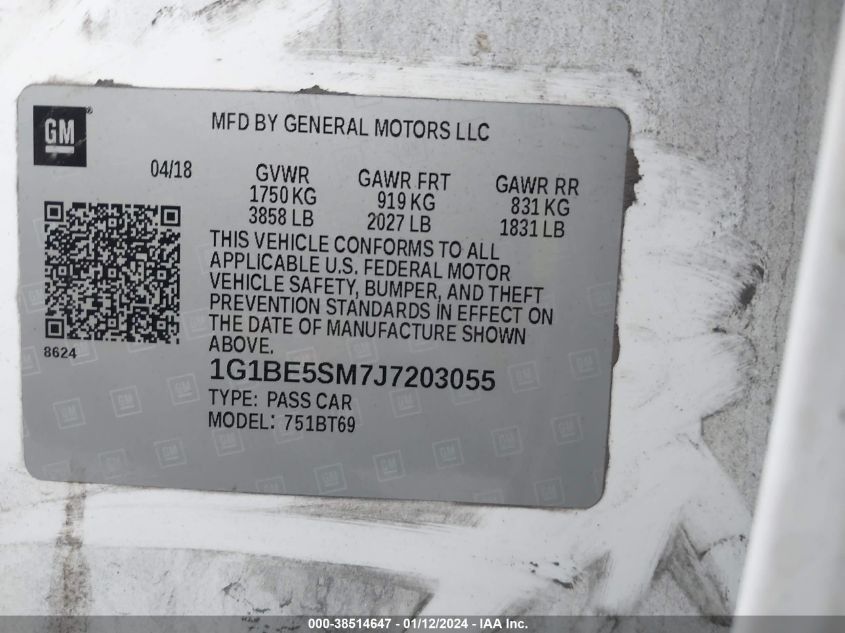 GM
MFD BY GENERAL MOTORS LLC
04/18 GVWR GAWR FRT GAWR RR
1750 KG 919 KG 831 KG
3858 LB 2027 LB 1831 LB
THIS VEHICLE CONFORMS TO ALL
APPLICABLE U.S. FEDERAL MOTOR
VEHICLE SAFETY, BUMPER, AND THEFT
PREVENTION STANDARDS IN EFFECT ON
THE DATE OF MANUFACTURE SHOWN
ABOVE.
8624
1G1BE5SM7J7203055
TYPE: PASS CAR
MODEL: 751BT69
000-38514647 - 01/12/2024 - IAA Inc.